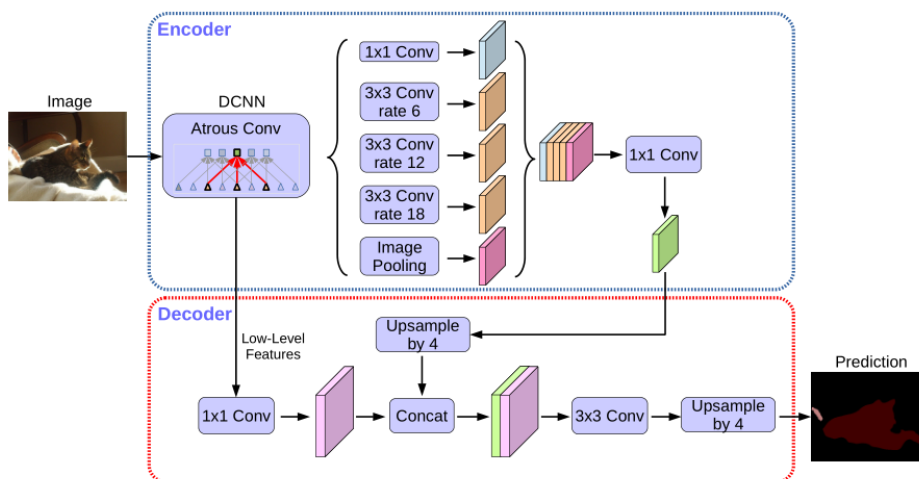 Encoder
Image
DCNN
Atrous Conv
1x1 Conv
3x3 Conv
rate 6
3x3 Conv
rate 12
3x3 Conv
rate 18
Image
Pooling
1x1 Conv
Decoder
Low-Level
Features
Upsample
by 4
1x1 Conv
Concat
3x3 Conv
Upsample
by 4
Prediction